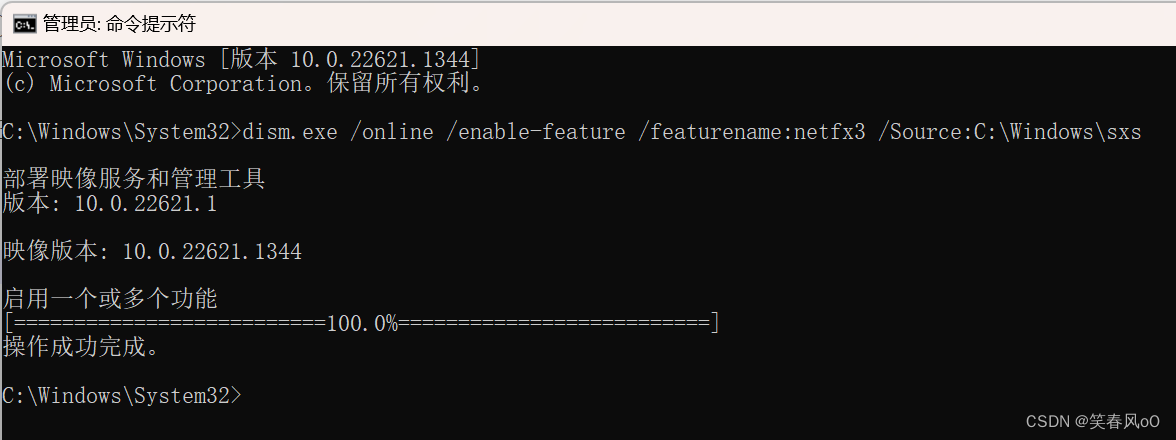 管理员: 命令提示符
Microsoft Windows [版本 10.0.22621.1344]
(c) Microsoft Corporation。保留所有权利。
C:\Windows\System32>dism.exe /online /enable-feature /featurename:netfx3 /Source:C:\Windows\sxs
部署映像服务和管理工具
版本: 10.0.22621.1
映像版本: 10.0.22621.1344
启用一个或多个功能
[==========================100.0%==========================]
操作成功完成。
C:\Windows\System32>
CSDN @笑春风oO